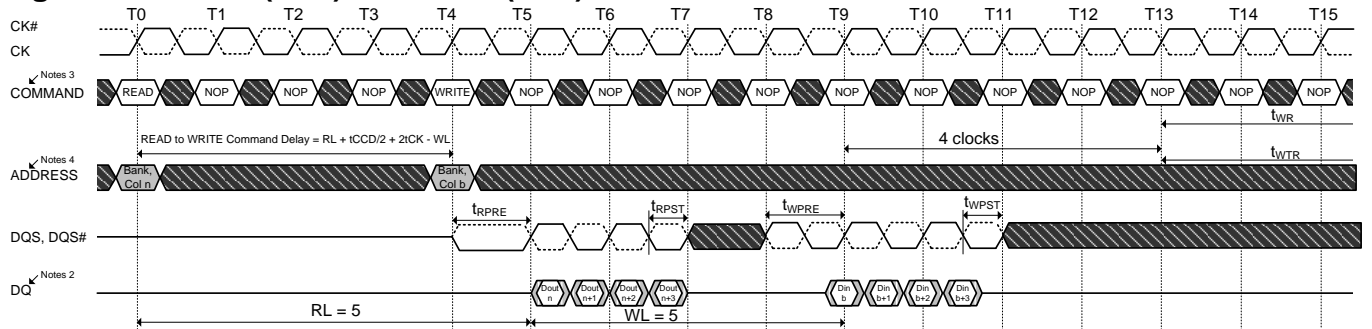 T0 T1 T2 T3 T4 T5 T6 T7 T8 T9 T10 T11 T12 T13 T14 T15
CK#
CK
Notes 3
COMMAND
READ NOP NOP NOP WRITE NOP NOP NOP NOP NOP NOP NOP NOP NOP NOP NOP
tWR
READ to WRITE Command Delay = RL + tCCD/2 + 2tCK - WL
4 clocks
tWTR
Notes 4
ADDRESS
Bank, Col n
Bank, Col b
tRPRE
tRPST
tWPRE
tWPST
DQS, DQS#
Notes 2
DQ
Dout n
Dout n+1
Dout n+2
Dout n+3
Din b
Din b+1
Din b+2
Din b+3
RL = 5
WL = 5